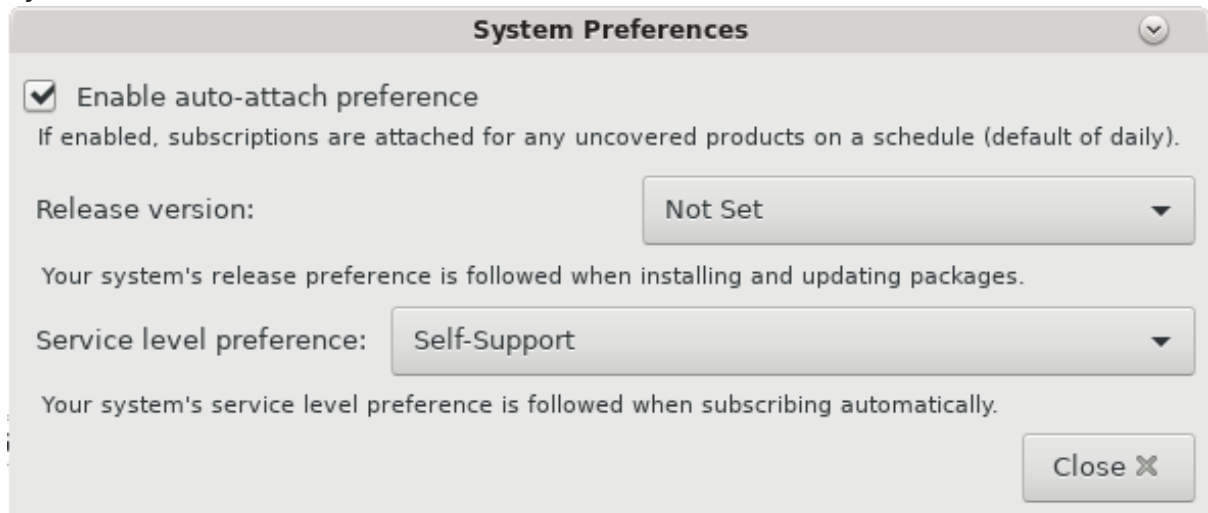 System Preferences
Enable auto-attach preference
If enabled, subscriptions are attached for any uncovered products on a schedule (default of daily).
Release version: Not Set
Your system's release preference is followed when installing and updating packages.
Service level preference: Self-Support
Your system's service level preference is followed when subscribing automatically.
Close